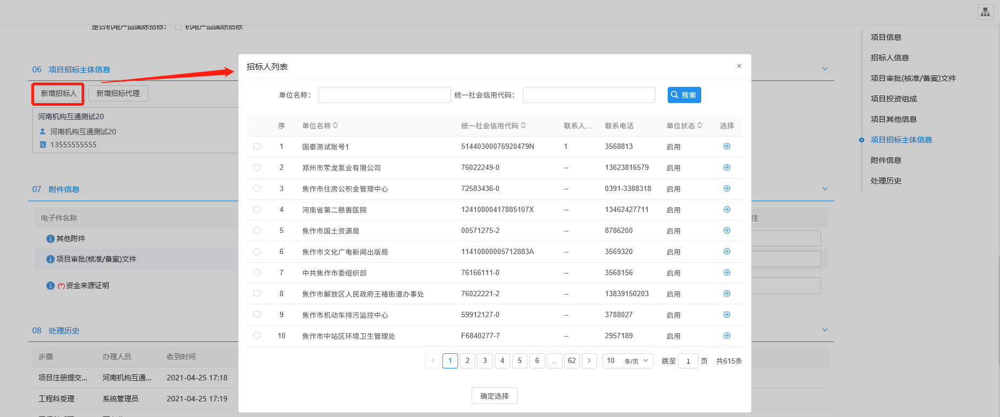 是否机电产品国际招标： 机电产品国际招标
06 项目招标主体信息
新增招标人 新增招标代理
河南机构互通测试20
河南机构互通测试20
13555555555
07 附件信息
电子件名称
其他附件
项目审批(核准/备案)文件
(*)资金来源证明
注
08 处理历史
步骤 办理人员 收到时间
项目注册提交... 河南机构互通... 2021-04-25 17:18
工程科受理 系统管理员 2021-04-25 17:19
招标人列表 ×
单位名称： 统一社会信用代码： 搜索
序 单位名称 统一社会信用代码 联系人... 联系电话 单位状态 选择
1 国泰测试账号1 51440300076920479N 1 3568813 启用
2 郑州市荥龙泵业有限公司 76022249-0 -- 13623816579 启用
3 焦作市住房公积金管理中心 72583436-0 -- 0391-3388318 启用
4 河南省第二慈善医院 12410800417885107X -- 13462427711 启用
5 焦作市国土资源局 00571275-2 -- 8786200 启用
6 焦作市文化广电新闻出版局 11410800005712883A -- 3569320 启用
7 中共焦作市委组织部 76166111-0 -- 3568156 启用
8 焦作市解放区人民政府王褚街道办事处 76022221-2 -- 13839150203 启用
9 焦作市机动车排污监控中心 59912127-0 -- 3788027 启用
10 焦作市中站区环境卫生管理处 F6840277-7 -- 2957189 启用
< 1 2 3 4 5 6 ... 62 > 10 条/页 跳至 1 页 共615条
确定选择
项目信息
招标人信息
项目审批(核准/备案)文件
项目投资组成
项目其他信息
项目招标主体信息
附件信息
处理历史